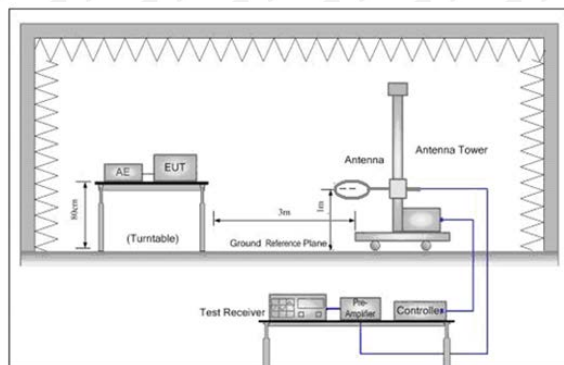 Antenna
Antenna Tower
AE
EUT
80cm
(Turntable)
3m
1m
Ground Reference Plane
Test Receiver
Pre-
Amplifier
Controller